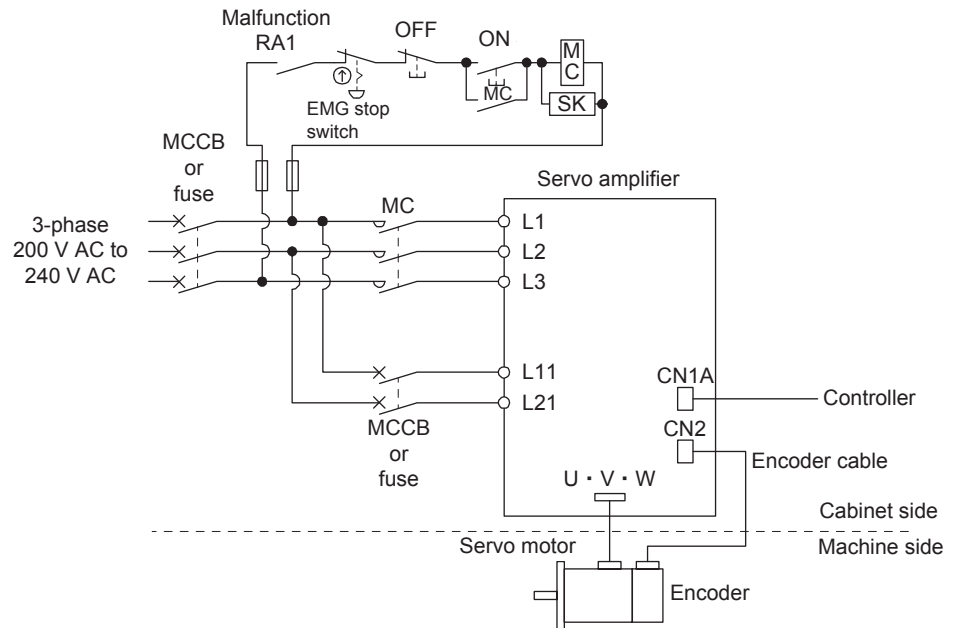 Malfunction
RA1
OFF
ON
MC
MC
SK
EMG stop
switch
MCCB
or
fuse
3-phase
200 V AC to
240 V AC
MC
Servo amplifier
L1
L2
L3
L11
L21
MCCB
or
fuse
CN1A
Controller
CN2
Encoder cable
U・V・W
Cabinet side
Machine side
Servo motor
Encoder